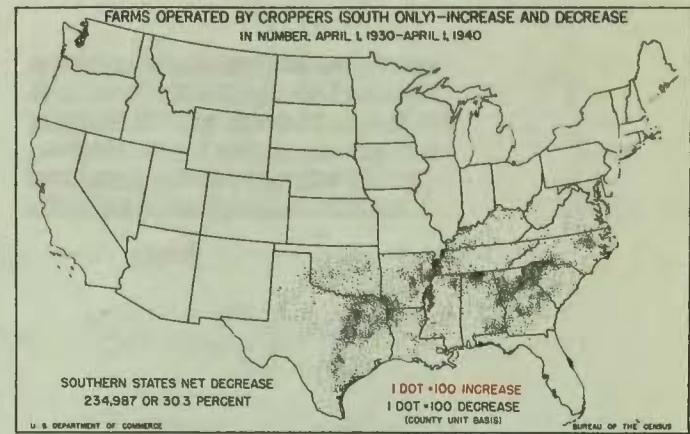 FARMS OPERATED BY CROPPERS (SOUTH ONLY)-INCREASE AND DECREASE
IN NUMBER, APRIL 1, 1930-APRIL 1, 1940
SOUTHERN STATES NET DECREASE
234,987 OR 30.3 PERCENT
1 DOT = 100 INCREASE
1 DOT = 100 DECREASE
(COUNTY UNIT BASIS)
U. S. DEPARTMENT OF COMMERCE
BUREAU OF THE CENSUS